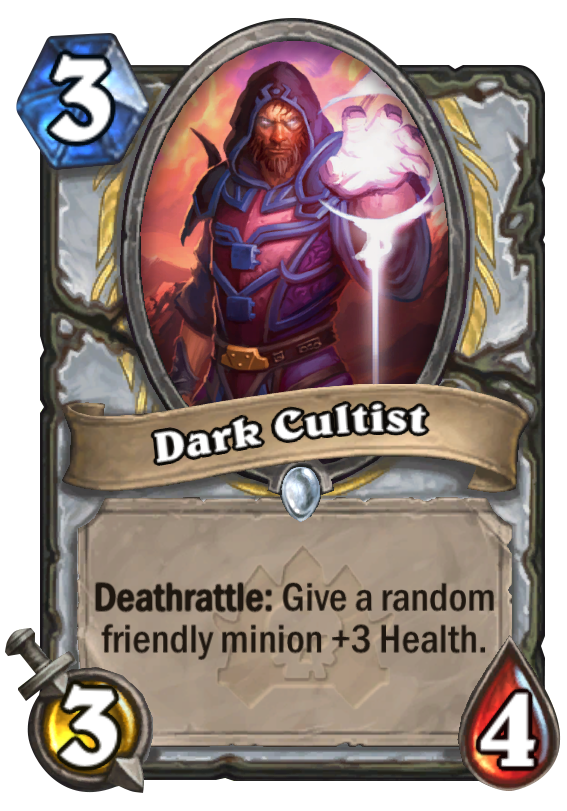 3
Dark Cultist
Deathrattle: Give a random
friendly minion +3 Health.
3
4